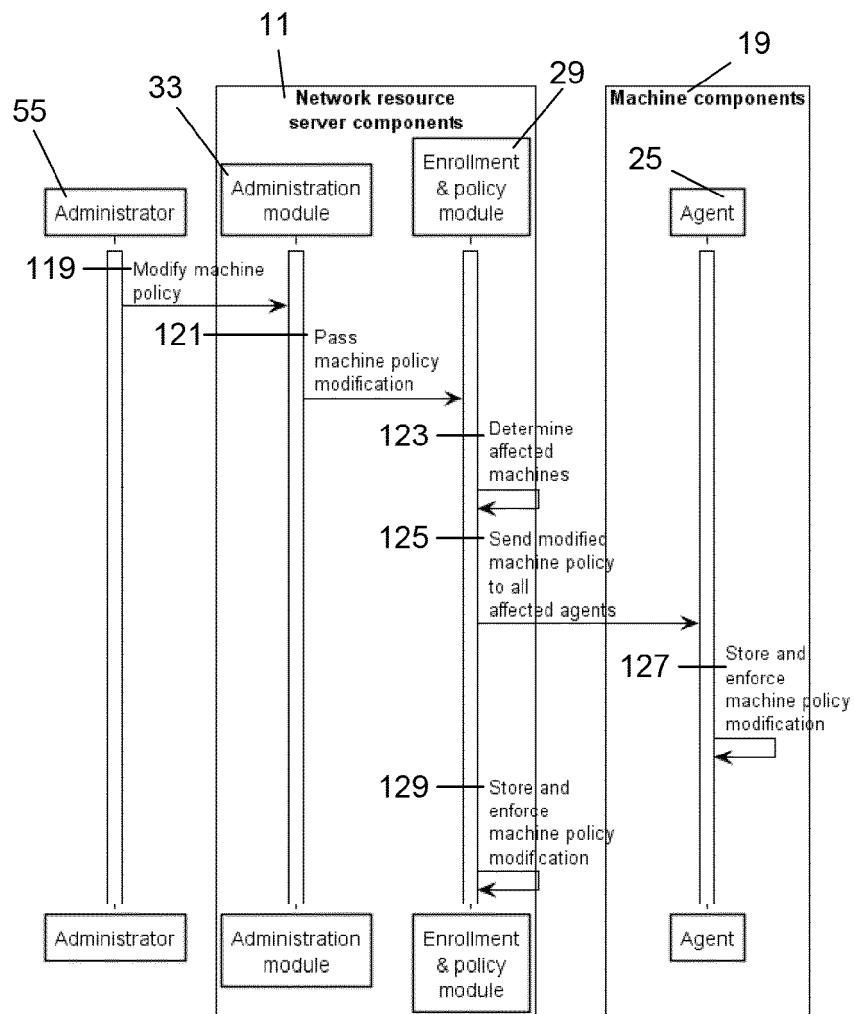 11
19
33
Network resource
server components
29
Machine components
55
Administration
module
Enrollment
& policy
module
25
Administrator
Agent
119
Modify machine
policy
121
Pass
machine policy
modification
123
Determine
affected
machines
125
Send modified
machine policy
to all
affected agents
127
Store and
enforce
machine policy
modification
129
Store and
enforce
machine policy
modification
Administrator
Administration
module
Enrollment
& policy
module
Agent